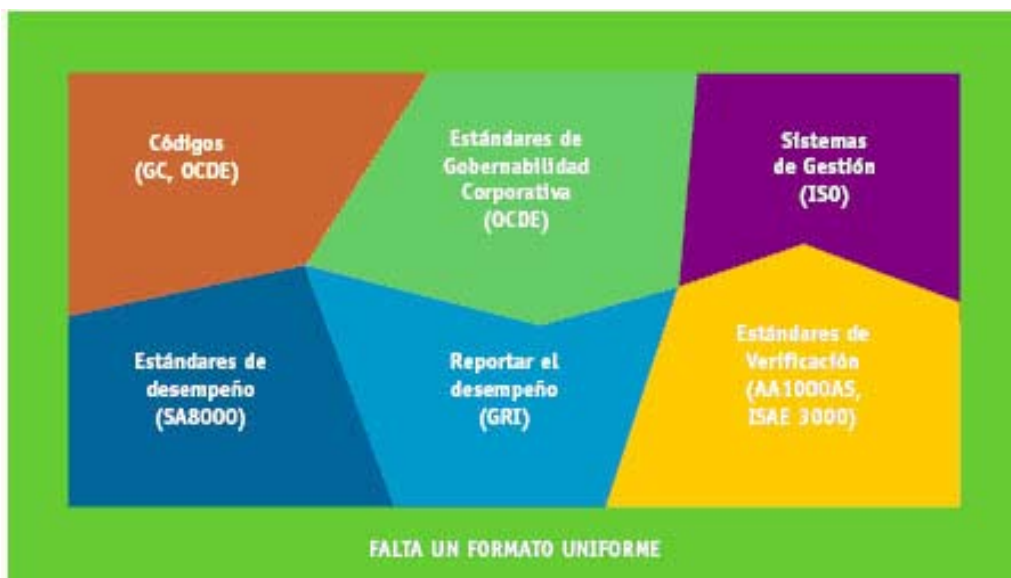 Códigos
(GC, OCDE)
Estándares de
Gobernabilidad
Corporativa
(OCDE)
Sistemas
de Gestión
(ISO)
Estándares de
desempeño
(SA8000)
Reportar el
desempeño
(GRI)
Estándares de
Verificación
(AA1000AS,
ISAE 3000)
FALTA UN FORMATO UNIFORME